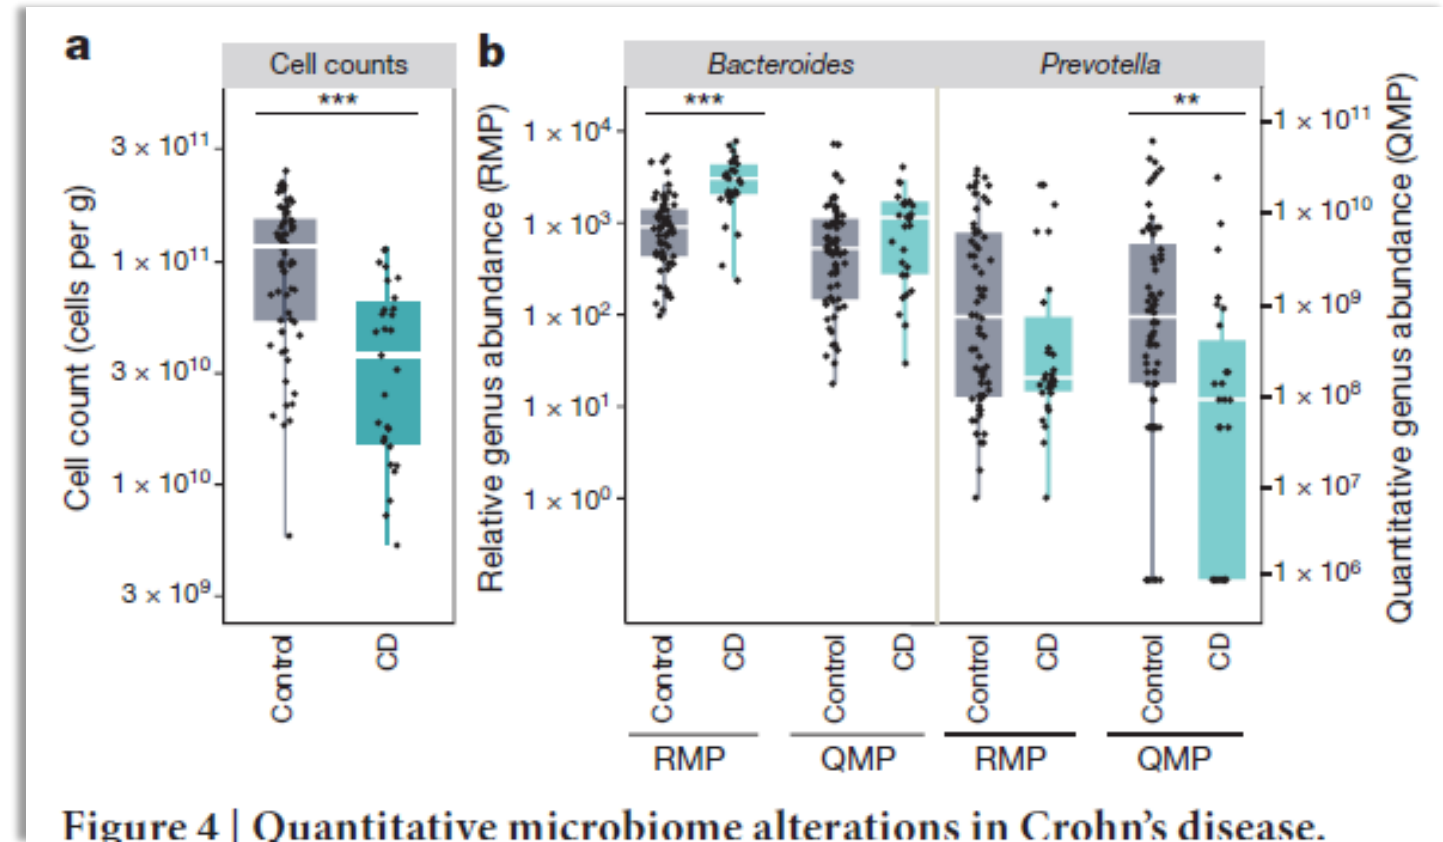 a
Cell counts
***
Cell count (cells per g)
3 × 10¹¹
1 × 10¹¹
3 × 10¹⁰
1 × 10¹⁰
3 × 10⁹
Control
CD
b
Bacteroides
Prevotella
***
**
Relative genus abundance (RMP)
1 × 10⁴
1 × 10³
1 × 10²
1 × 10¹
1 × 10⁰
1 × 10¹¹
1 × 10¹⁰
1 × 10⁹
1 × 10⁸
1 × 10⁷
1 × 10⁶
Quantitative genus abundance (QMP)
Control
CD
Control
CD
Control
CD
Control
CD
RMP
QMP
RMP
QMP
Figure 4 | Quantitative microbiome alterations in Crohn's disease.